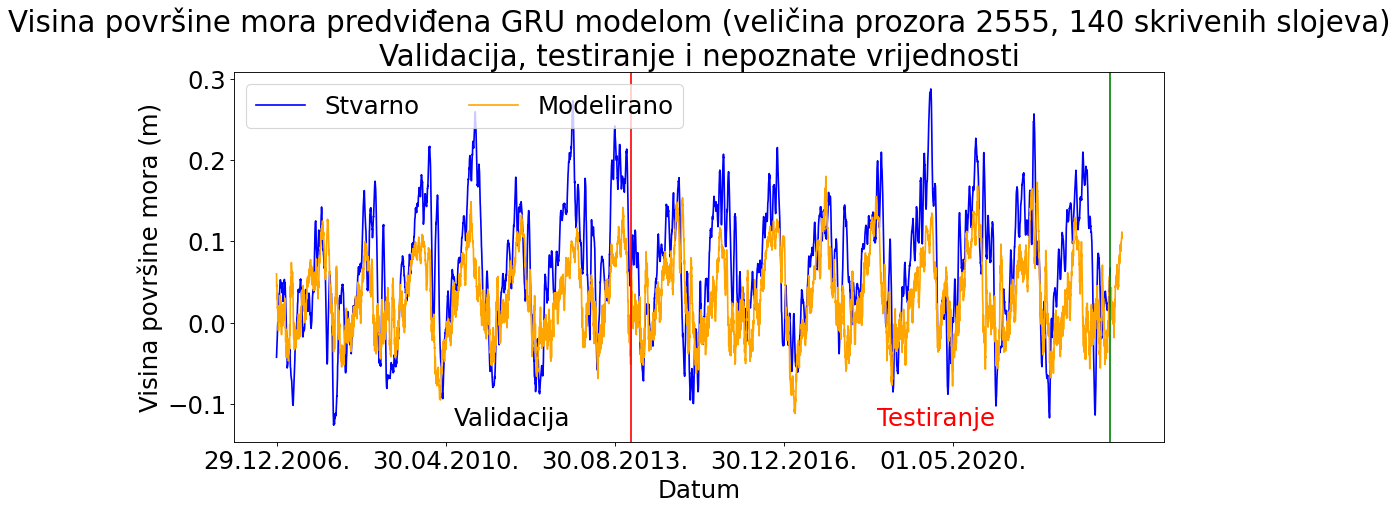 Visina površine mora predviđena GRU modelom (veličina prozora 2555, 140 skrivenih slojeva)
Validacija, testiranje i nepoznate vrijednosti
Stvarno Modelirano
Visina površine mora (m)
0.3
0.2
0.1
0.0
−0.1
Validacija Testiranje
29.12.2006. 30.04.2010. 30.08.2013. 30.12.2016. 01.05.2020.
Datum